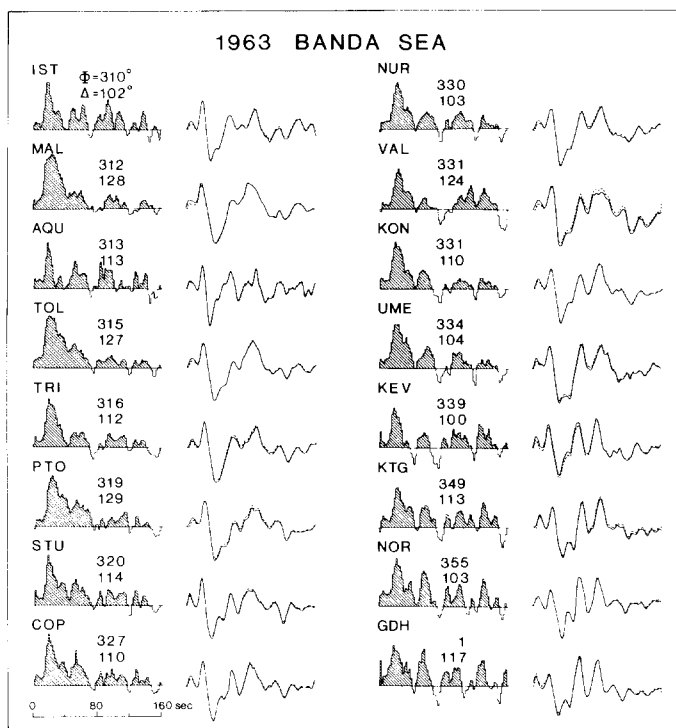 1963 BANDA SEA
IST
Φ=310°
Δ=102°
MAL
312
128
AQU
313
113
TOL
315
127
TRI
316
112
PTO
319
129
STU
320
114
COP
327
110
0 80 160 sec
NUR
330
103
VAL
331
124
KON
331
110
UME
334
104
KEV
339
100
KTG
349
113
NOR
355
103
GDH
1
117